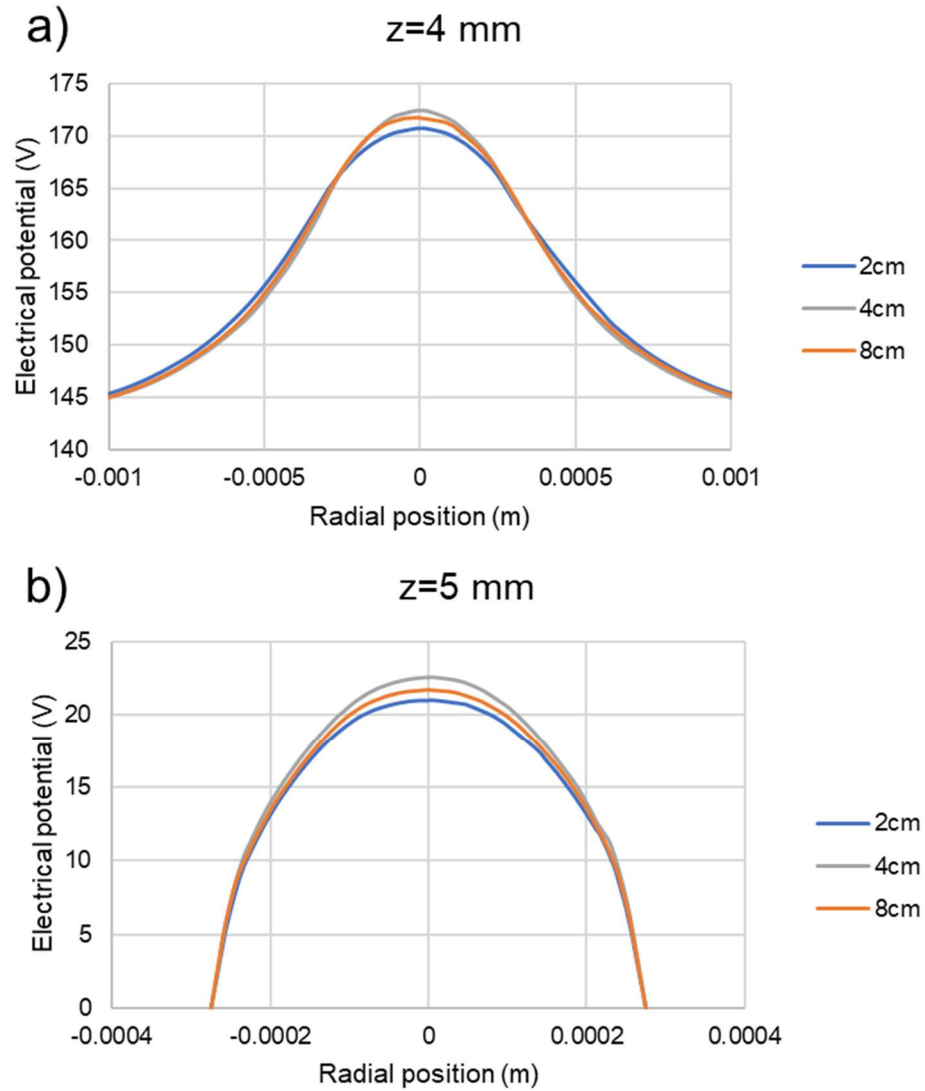 a)
z=4 mm
175
170
165
160
155
150
145
140
Electrical potential (V)
-0.001
-0.0005
0
0.0005
0.001
Radial position (m)
2cm
4cm
8cm
b)
z=5 mm
25
20
15
10
5
0
Electrical potential (V)
-0.0004
-0.0002
0
0.0002
0.0004
Radial position (m)
2cm
4cm
8cm